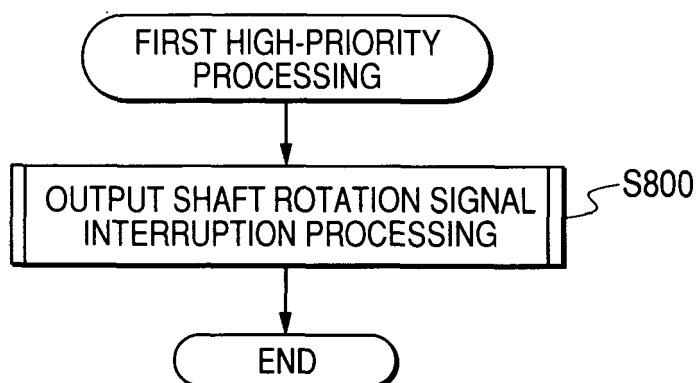 FIRST HIGH-PRIORITY
PROCESSING
OUTPUT SHAFT ROTATION SIGNAL
INTERRUPTION PROCESSING
S800
END